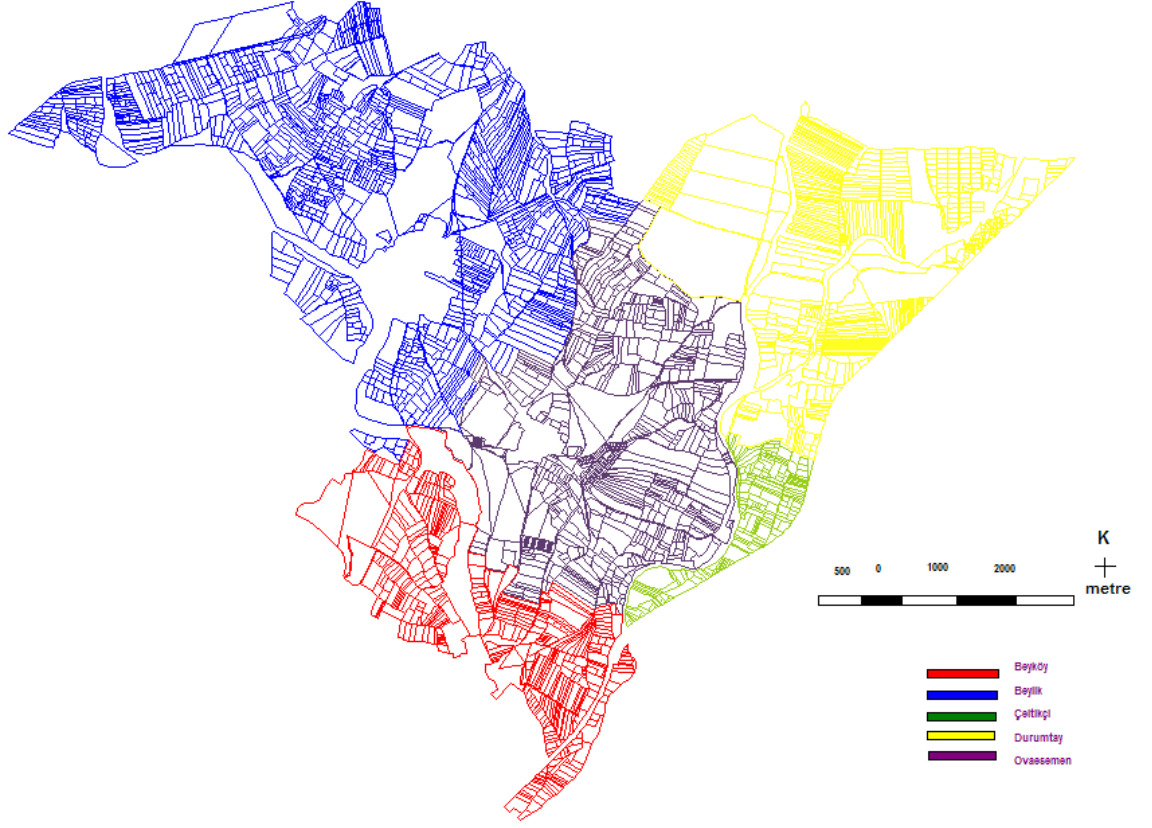 K
500 0 1000 2000
metre
Beyköy
Beylik
Çeltikçi
Durumtay
Ovaesemen